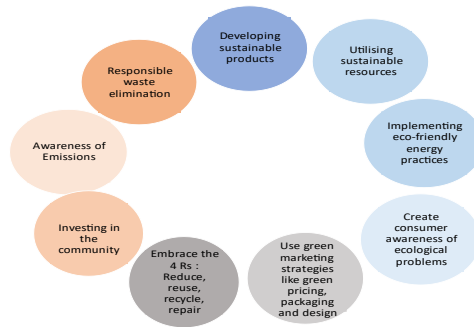 Developing
sustainable
products
Utilising
sustainable
resources
Implementing
eco-friendly
energy
practices
Create
consumer
awareness of
ecological
problems
Use green
marketing
strategies
like green
pricing,
packaging
and design
Embrace the
4 Rs :
Reduce,
reuse,
recycle,
repair
Investing in
the
community
Awareness of
Emissions
Responsible
waste
elimination